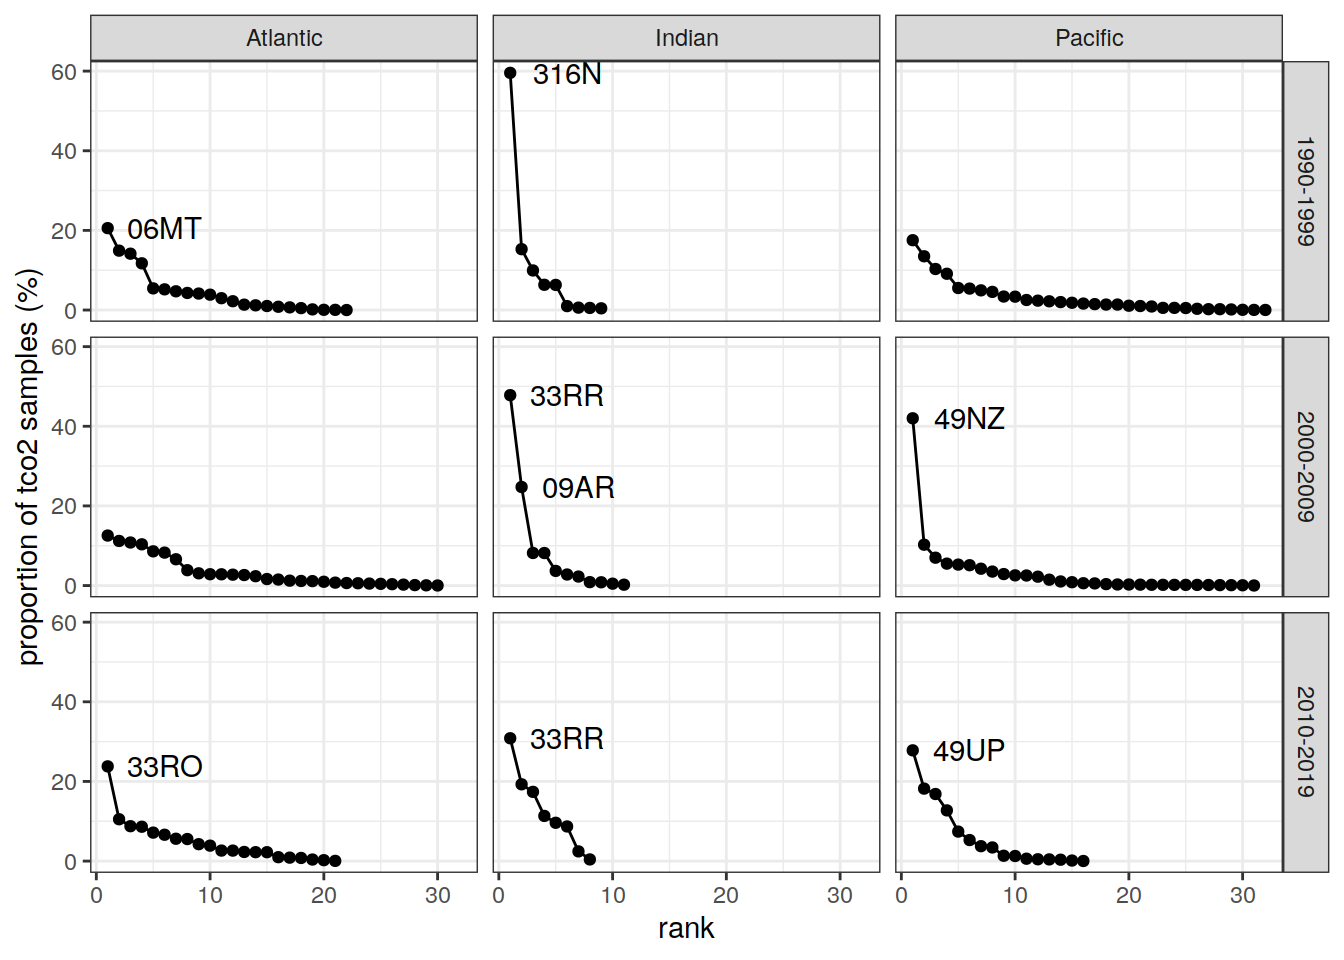 Atlantic Indian Pacific
60 316N
40
20 06MT
0
1990-1999
60
40 33RR 49NZ
20 09AR
0
2000-2009
60
40
20 33RO 33RR 49UP
0
2010-2019
0 10 20 30 0 10 20 30 0 10 20 30
rank
proportion of tco2 samples (%)